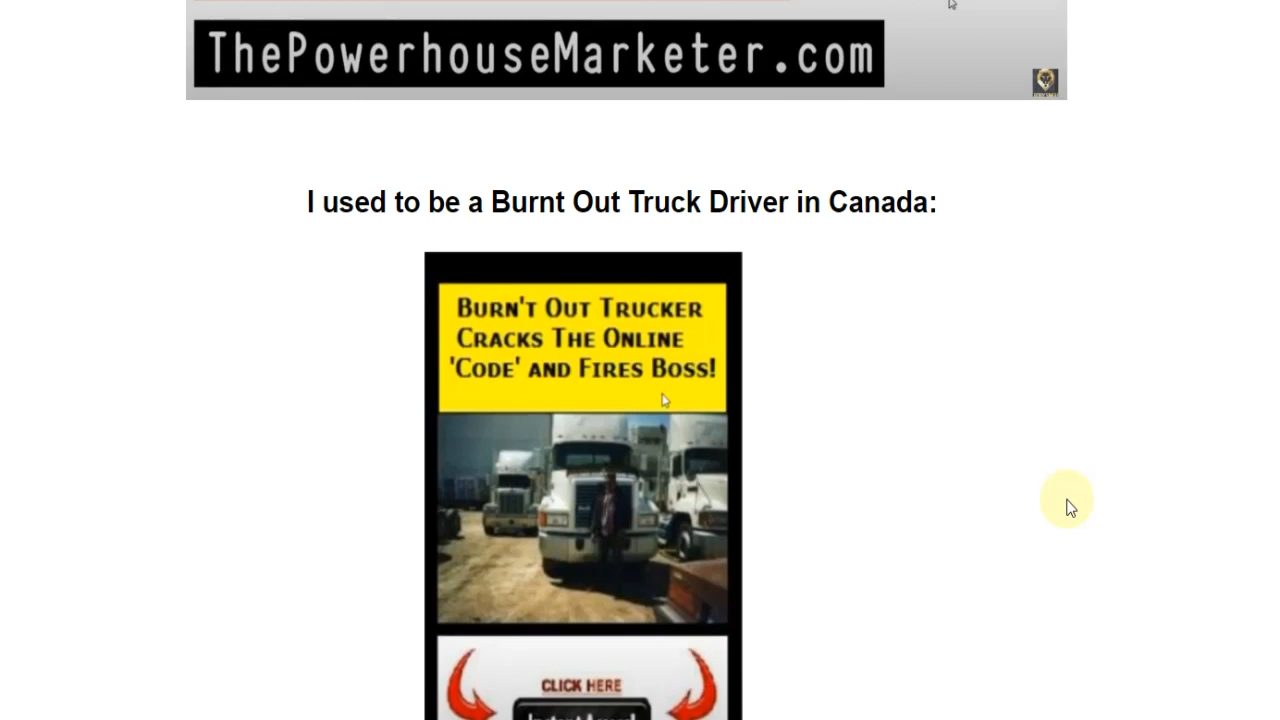 ThePowerhouseMarketer.com
I used to be a Burnt Out Truck Driver in Canada:
Burn't Out Trucker
Cracks The Online
'Code' and Fires Boss!
CLICK HERE